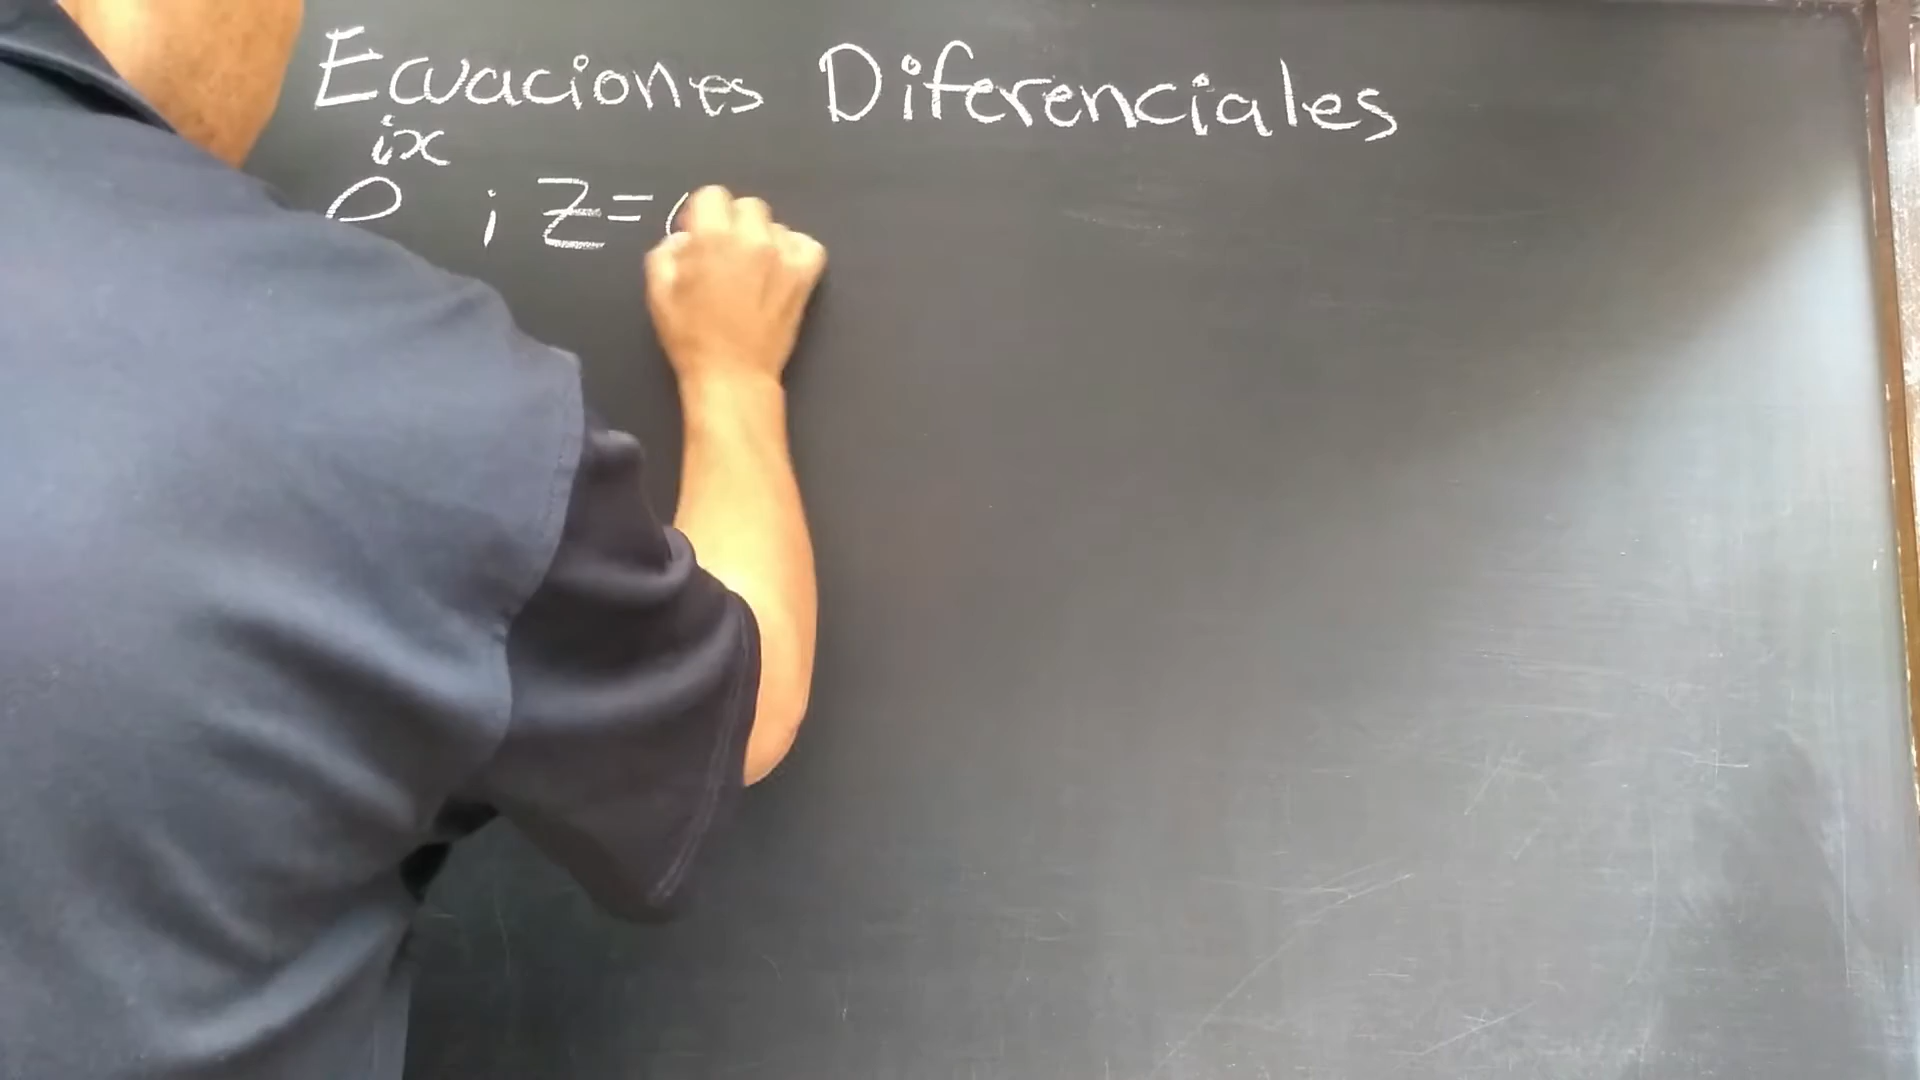 Ecuaciones Diferenciales
e^ix ; Z=